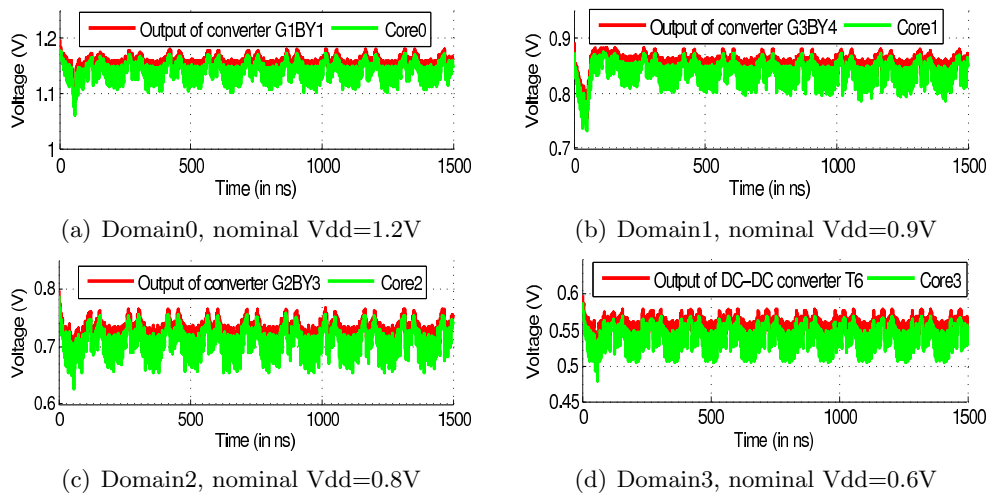 Output of converter G1BY1 Core0
Voltage (V)
1.2
1.1
1
0 500 1000 1500
Time (in ns)
(a) Domain0, nominal Vdd=1.2V
Output of converter G3BY4 Core1
Voltage (V)
0.9
0.8
0.7
0 500 1000 1500
Time (in ns)
(b) Domain1, nominal Vdd=0.9V
Output of converter G2BY3 Core2
Voltage (V)
0.8
0.7
0.6
0 500 1000 1500
Time (in ns)
(c) Domain2, nominal Vdd=0.8V
Output of DC-DC converter T6 Core3
Voltage (V)
0.6
0.55
0.5
0.45
0 500 1000 1500
Time (in ns)
(d) Domain3, nominal Vdd=0.6V